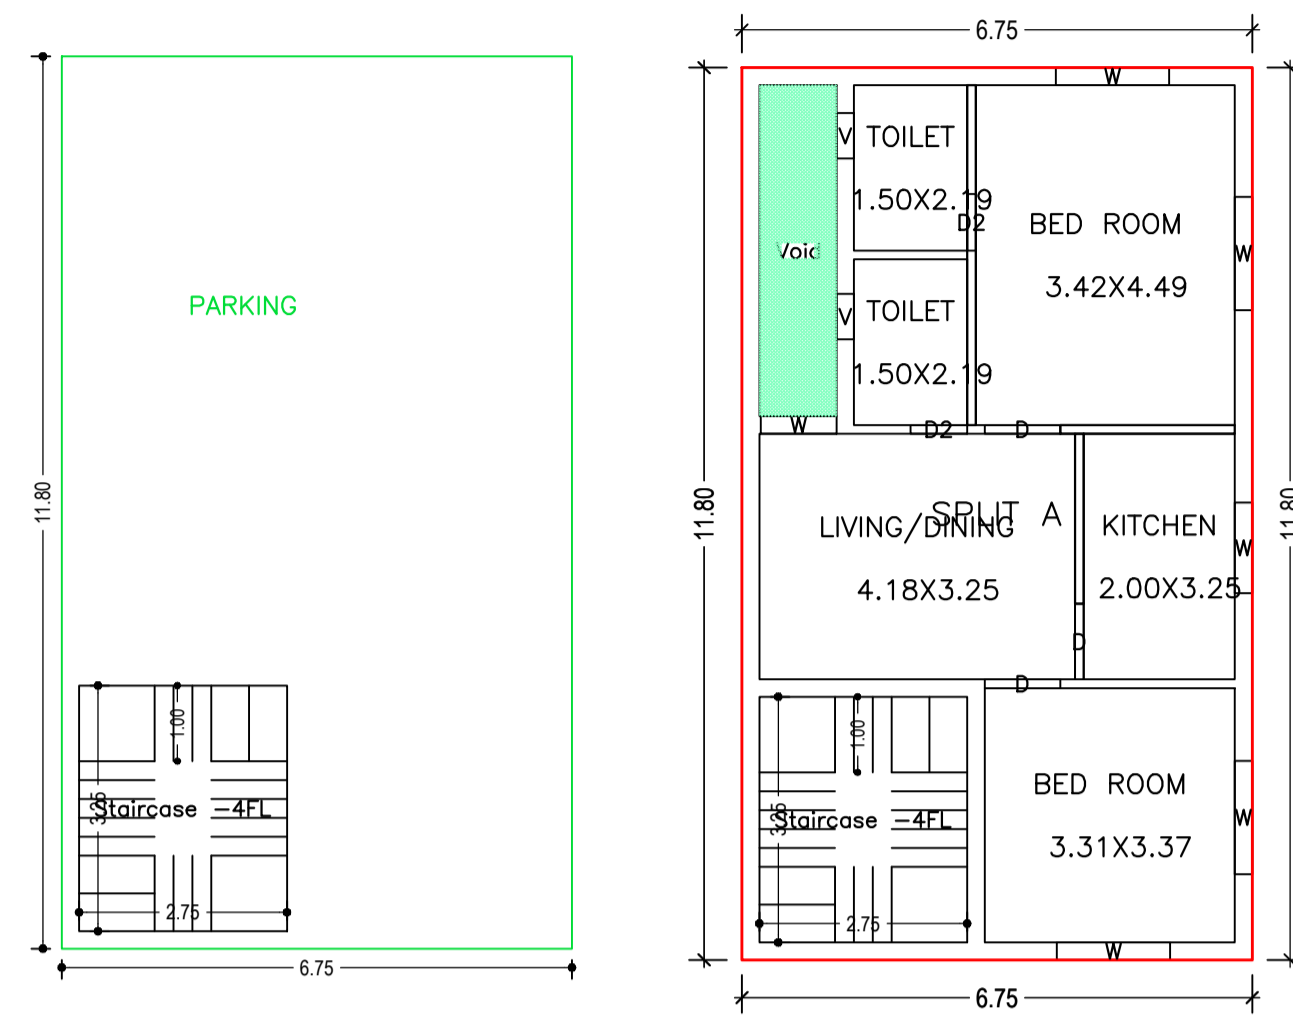 11.80
PARKING
1.00
3.25
Staircase -4FL
2.75
6.75
6.75
W
11.80
11.80
V
TOILET
1.50X2.19
D2
BED ROOM
3.42X4.49
W
Void
V
TOILET
1.50X2.19
W
D2
D
SPLIT A
LIVING/DINING
4.18X3.25
KITCHEN
2.00X3.25
W
D
D
1.00
3.25
Staircase -4FL
2.75
BED ROOM
3.31X3.37
W
W
6.75